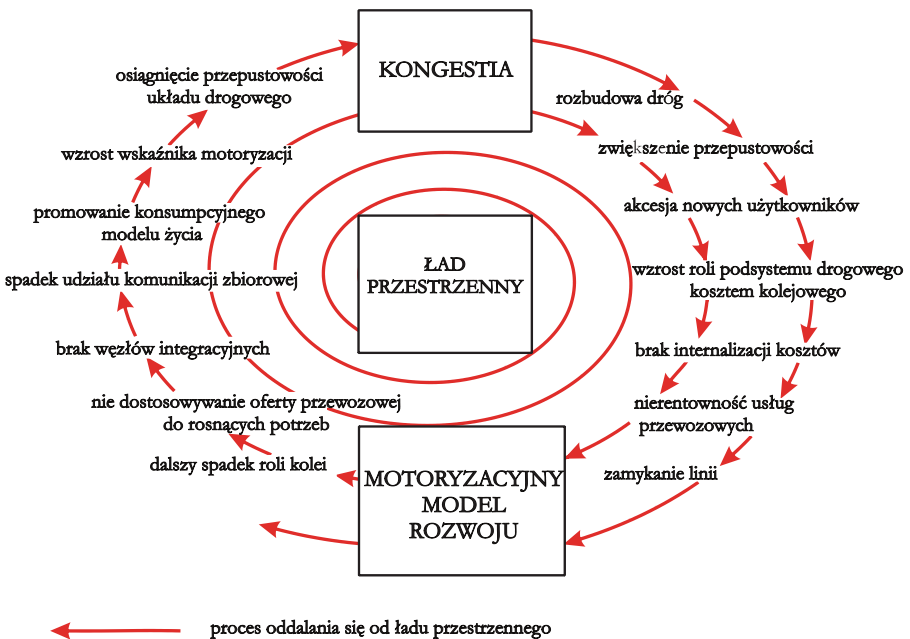 KONGESTIA
rozbudowa dróg
zwiększenie przepustowości
akcesja nowych użytkowników
wzrost roli podsystemu drogowego
kosztem kolejowego
brak internalizacji kosztów
nierentowność usług
przewozowych
zamykanie linii
MOTORYZACYJNY
MODEL
ROZWOJU
dalszy spadek roli kolei
nie dostosowywanie oferty przewozowej
do rosnących potrzeb
brak węzłów integracyjnych
spadek udziału komunikacji zbiorowej
promowanie konsumpcyjnego
modelu życia
wzrost wskaźnika motoryzacji
osiągnięcie przepustowości
układu drogowego
ŁAD
PRZESTRZENNY
proces oddalania się od ładu przestrzennego